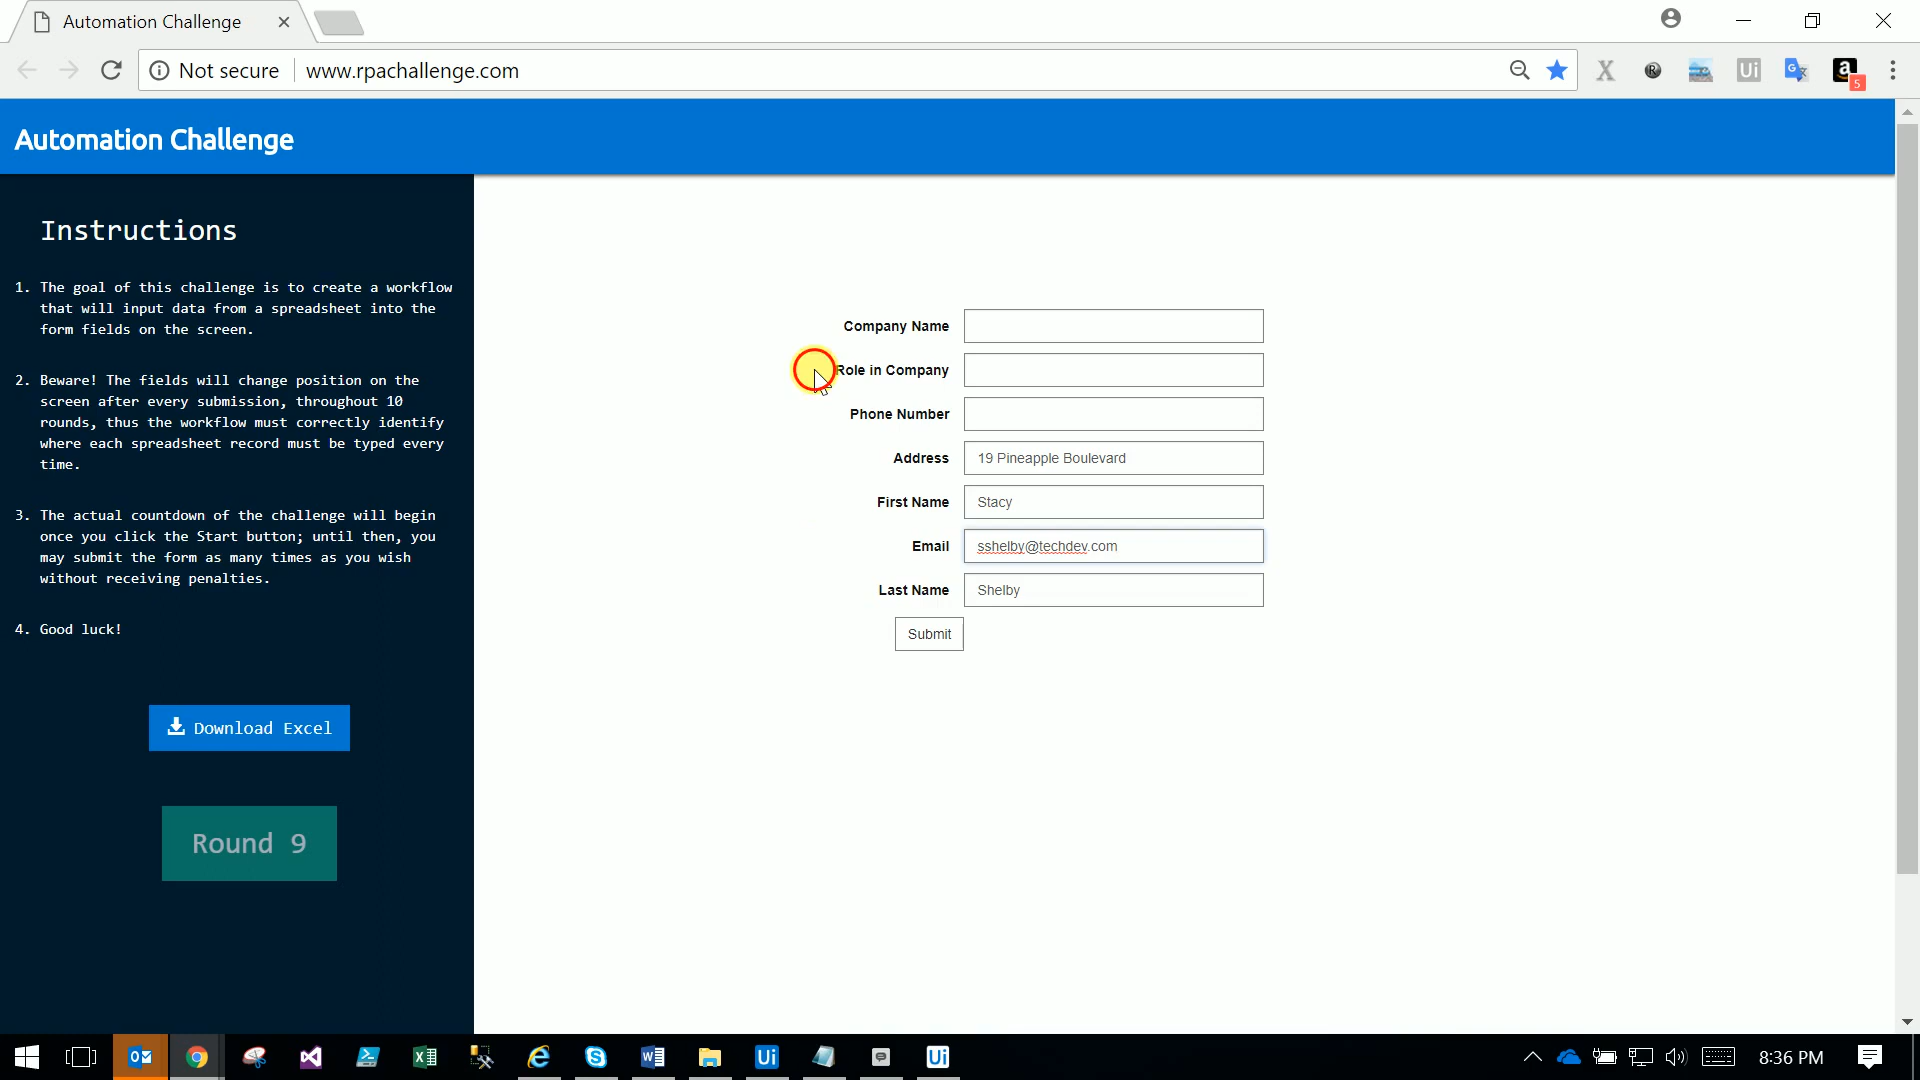 Automation Challenge
Not secure
www.rpachallenge.com
X
R
Ui
G
a
5
Automation Challenge
Instructions
1. The goal of this challenge is to create a workflow
that will input data from a spreadsheet into the
form fields on the screen.
2. Beware! The fields will change position on the
screen after every submission, throughout 10
rounds, thus the workflow must correctly identify
where each spreadsheet record must be typed every
time.
3. The actual countdown of the challenge will begin
once you click the Start button; until then, you
may submit the form as many times as you wish
without receiving penalties.
4. Good luck!
Download Excel
Round 9
Company Name
Role in Company
Phone Number
Address 19 Pineapple Boulevard
First Name Stacy
Email sshelby@techdev.com
Last Name Shelby
Submit
Ui
Ui
8:36 PM